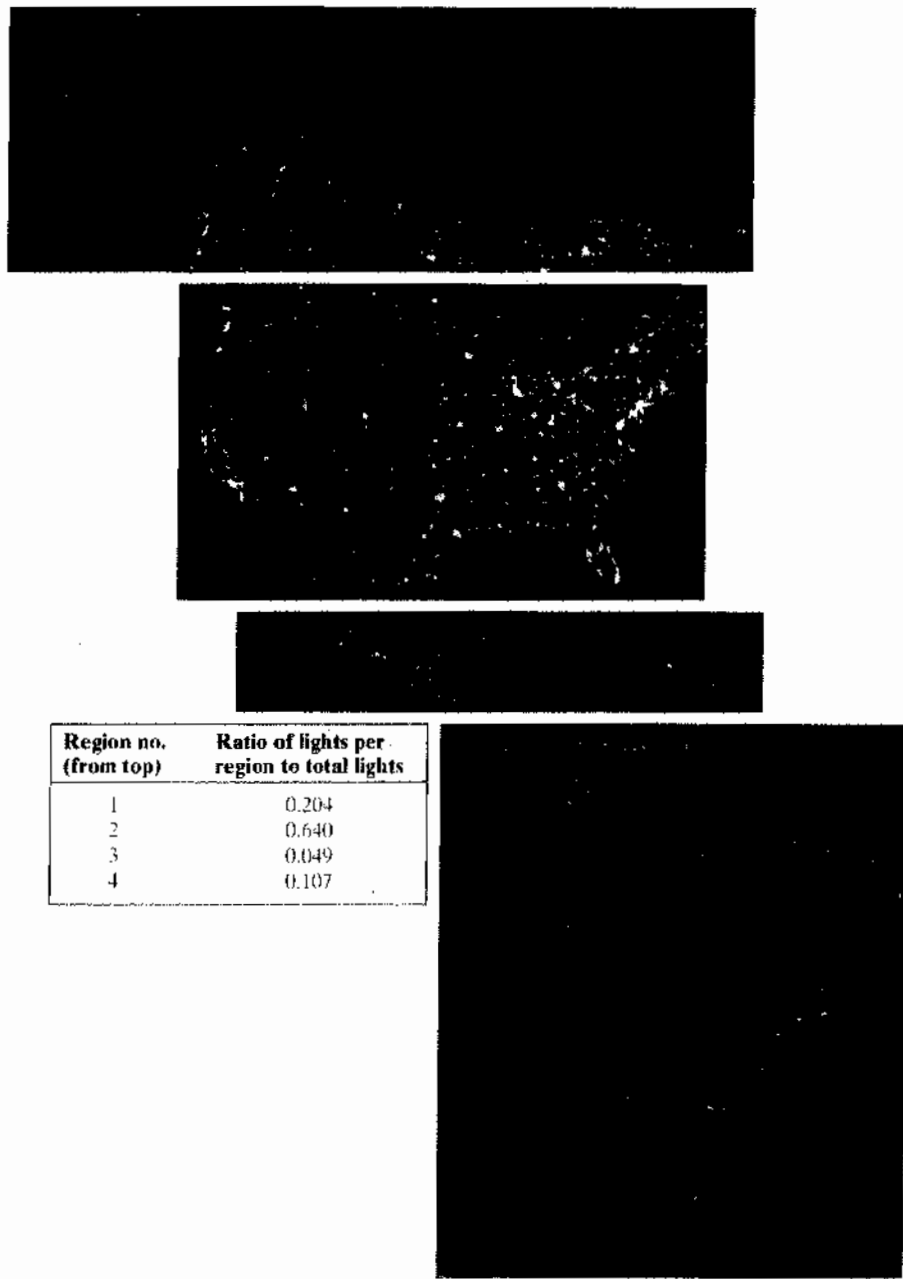 Region no. Ratio of lights per
(from top) region to total lights
1 0.204
2 0.640
3 0.049
4 0.107